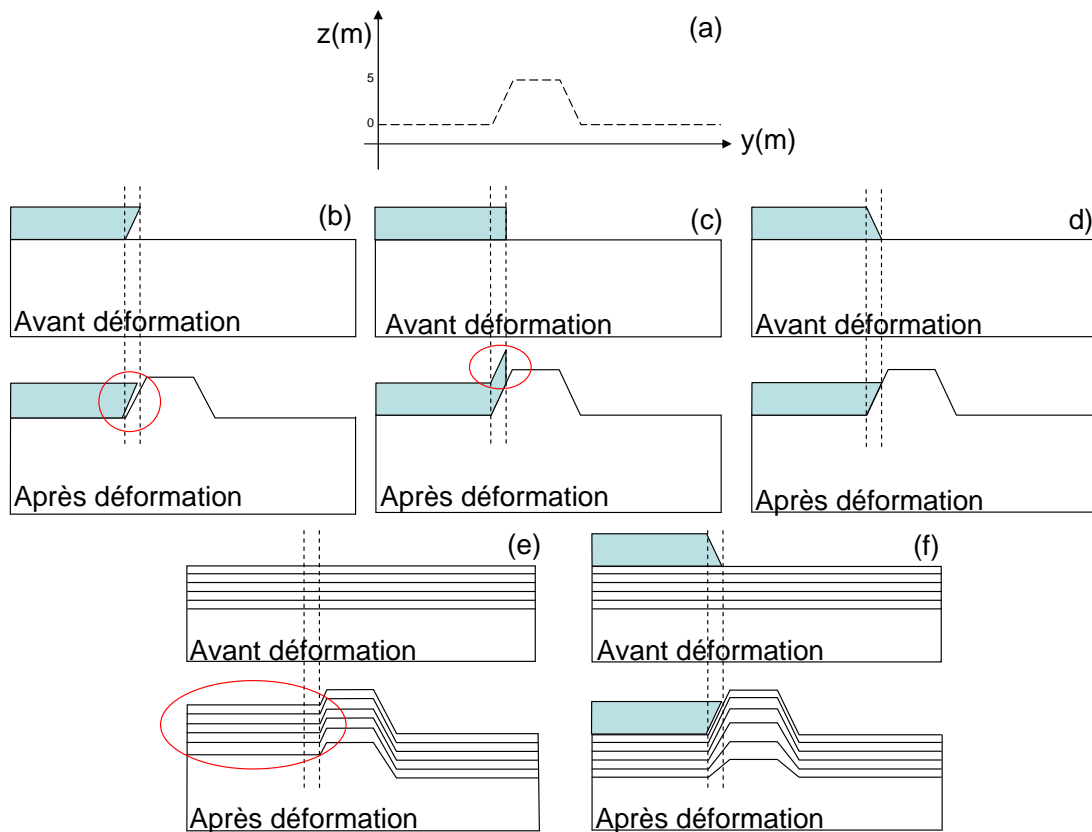 (a)
z(m)
5
0
y(m)
(b)
(c)
d)
Avant déformation
Avant déformation
Avant déformation
Après déformation
Après déformation
Après déformation
(e)
(f)
Avant déformation
Avant déformation
Après déformation
Après déformation